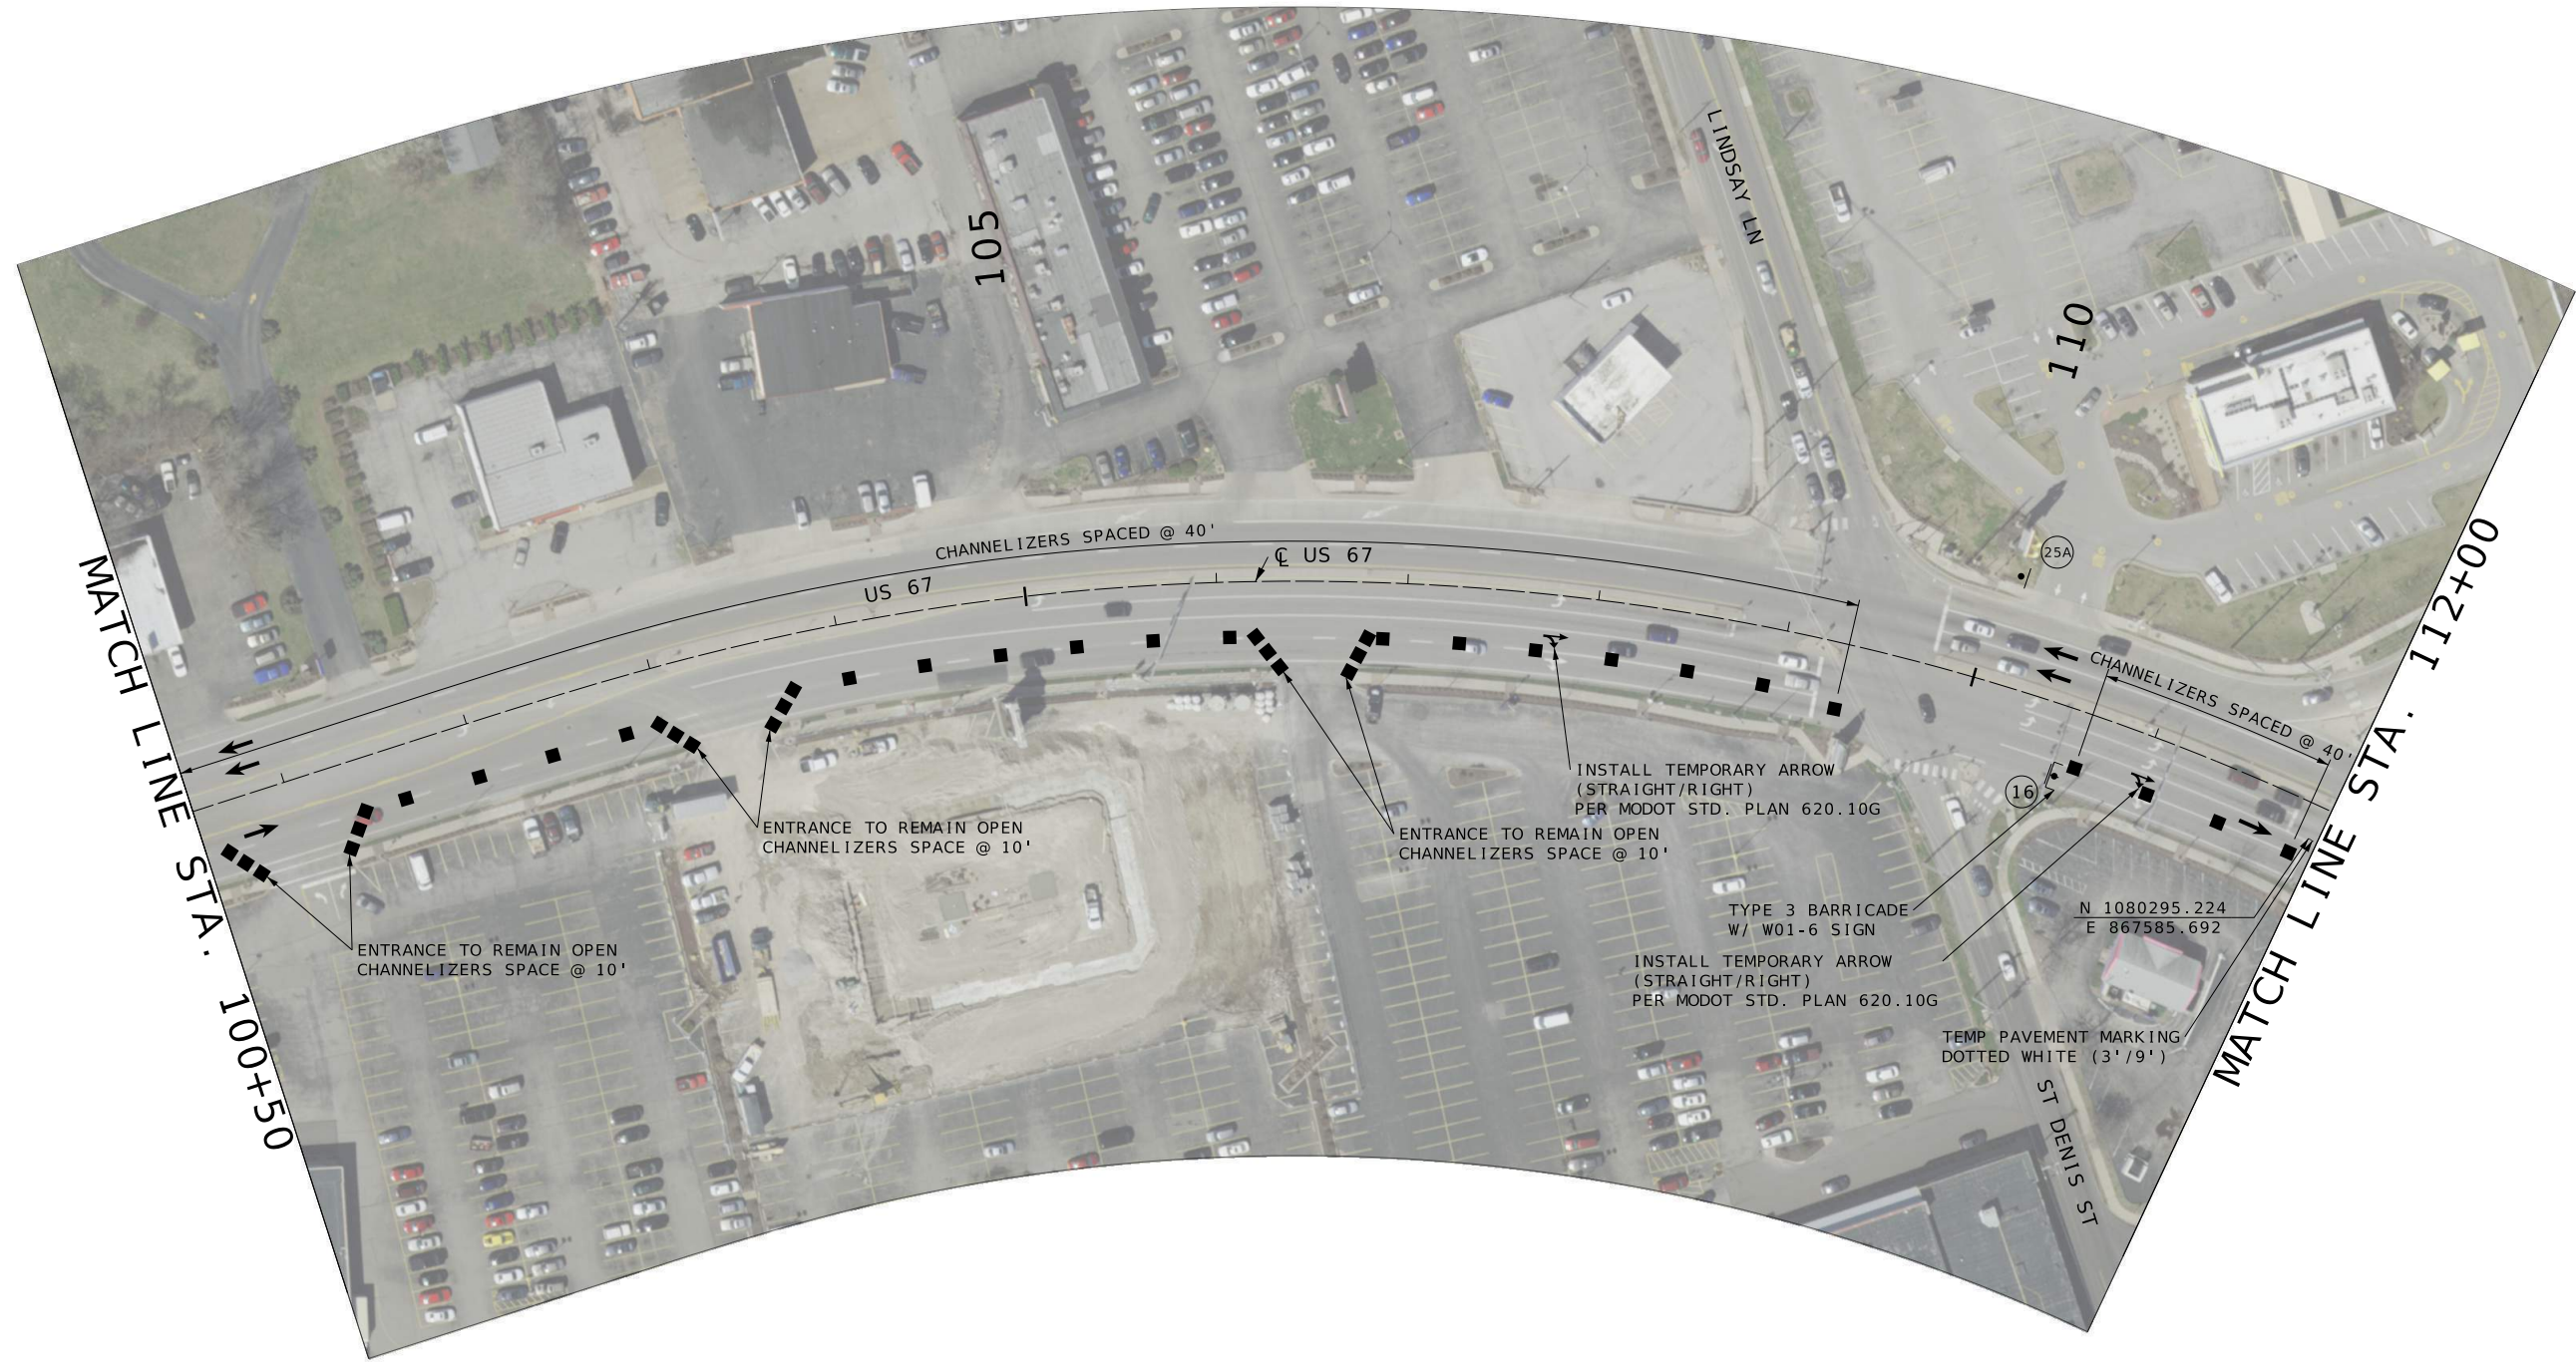 LINDSAY LN
105
110
CHANNELIZERS SPACED @ 40'
℄ US 67
US 67
25A
CHANNELIZERS SPACED @ 40'
MATCH LINE STA. 100+50
MATCH LINE STA. 112+00
INSTALL TEMPORARY ARROW
(STRAIGHT/RIGHT)
PER MODOT STD. PLAN 620.10G
16
ENTRANCE TO REMAIN OPEN
CHANNELIZERS SPACE @ 10'
ENTRANCE TO REMAIN OPEN
CHANNELIZERS SPACE @ 10'
TYPE 3 BARRICADE
W/ W01-6 SIGN
N 1080295.224
E 867585.692
ENTRANCE TO REMAIN OPEN
CHANNELIZERS SPACE @ 10'
INSTALL TEMPORARY ARROW
(STRAIGHT/RIGHT)
PER MODOT STD. PLAN 620.10G
TEMP PAVEMENT MARKING
DOTTED WHITE (3'/9')
ST DENIS ST